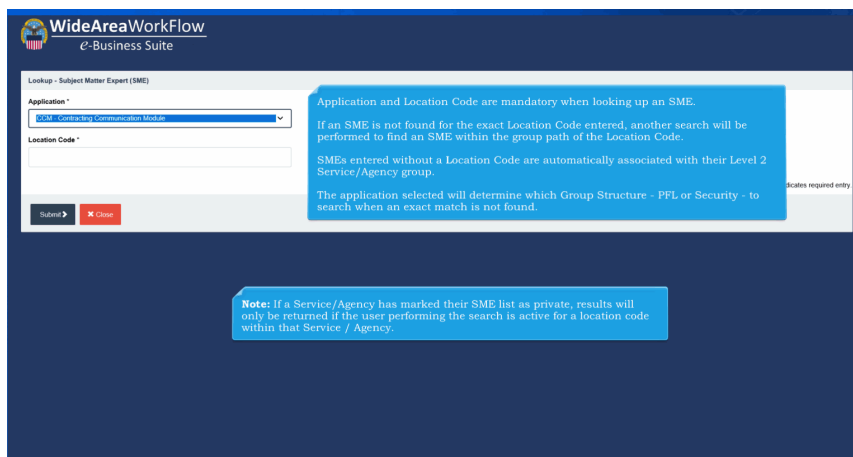 WideAreaWorkFlow
e-Business Suite
Lookup - Subject Matter Expert (SME)
Application *
CCM - Contracting Communication Module
Location Code *
Application and Location Code are mandatory when looking up an SME.
If an SME is not found for the exact Location Code entered, another search will be
performed to find an SME within the group path of the Location Code.
SMEs entered without a Location Code are automatically associated with their Level 2
Service/Agency group.
The application selected will determine which Group Structure - PFL or Security - to
search when an exact match is not found.
dicates required entry.
Submit
Close
Note: If a Service/Agency has marked their SME list as private, results will
only be returned if the user performing the search is active for a location code
within that Service / Agency.